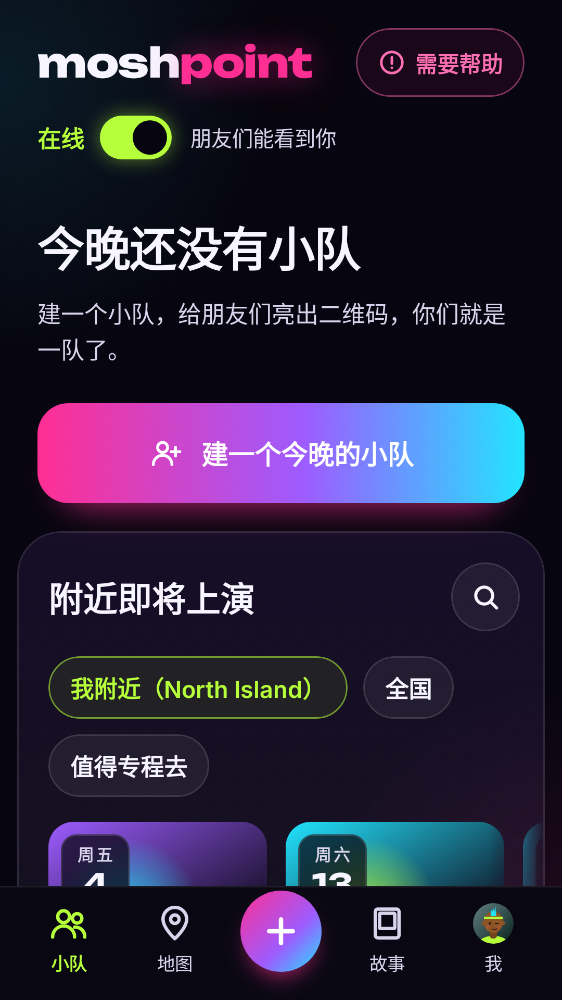 moshpoint
需要帮助
在线
朋友们能看到你
今晚还没有小队
建一个小队，给朋友们亮出二维码，你们就是
一队了。
建一个今晚的小队
附近即将上演
我附近（North Island）
全国
值得专程去
周五
4
周六
13
小队
地图
故事
我